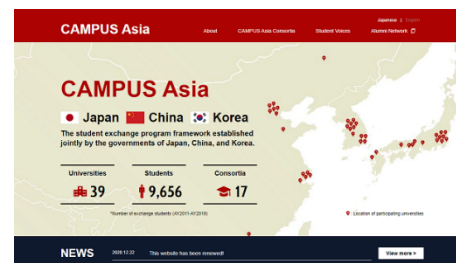 Japanese | English
CAMPUS Asia
About CAMPUS Asia Consortia Student Voices Alumni Network
CAMPUS Asia
Japan China Korea
The student exchange program framework established
jointly by the governments of Japan, China, and Korea.
Universities Students Consortia
39 9,656 17
*Number of exchange students (AY2011-AY2018)
Location of participating universities
NEWS 2020.12.22 This website has been renewed! View more >